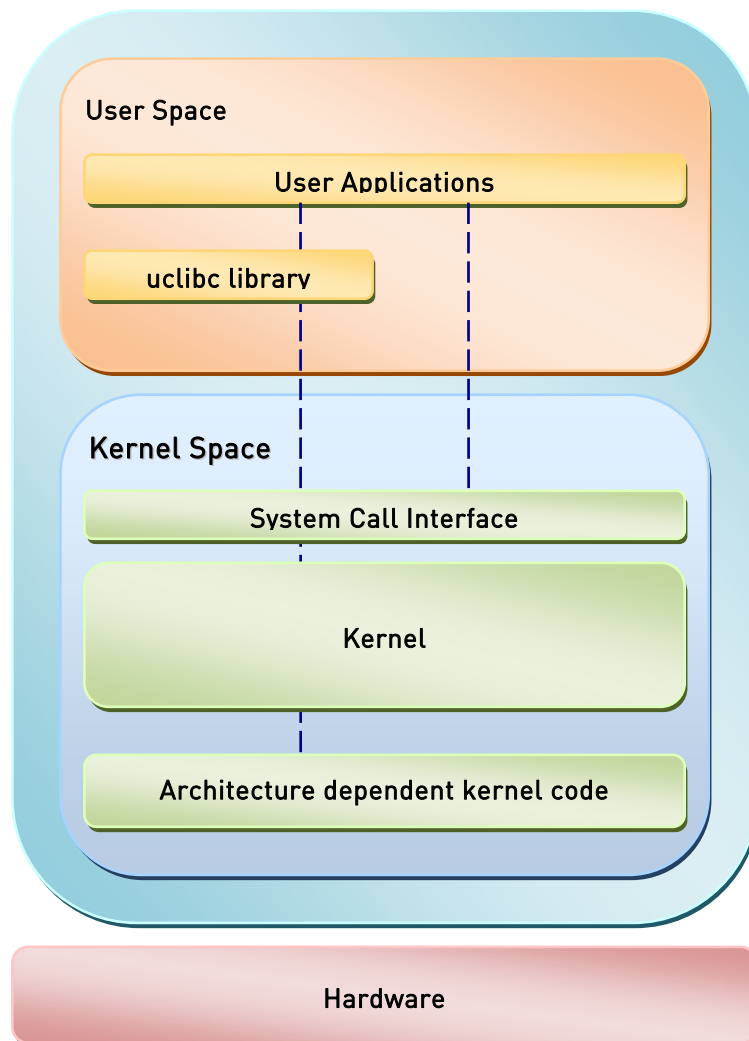 User Space
User Applications
uclibc library
Kernel Space
System Call Interface
Kernel
Architecture dependent kernel code
Hardware